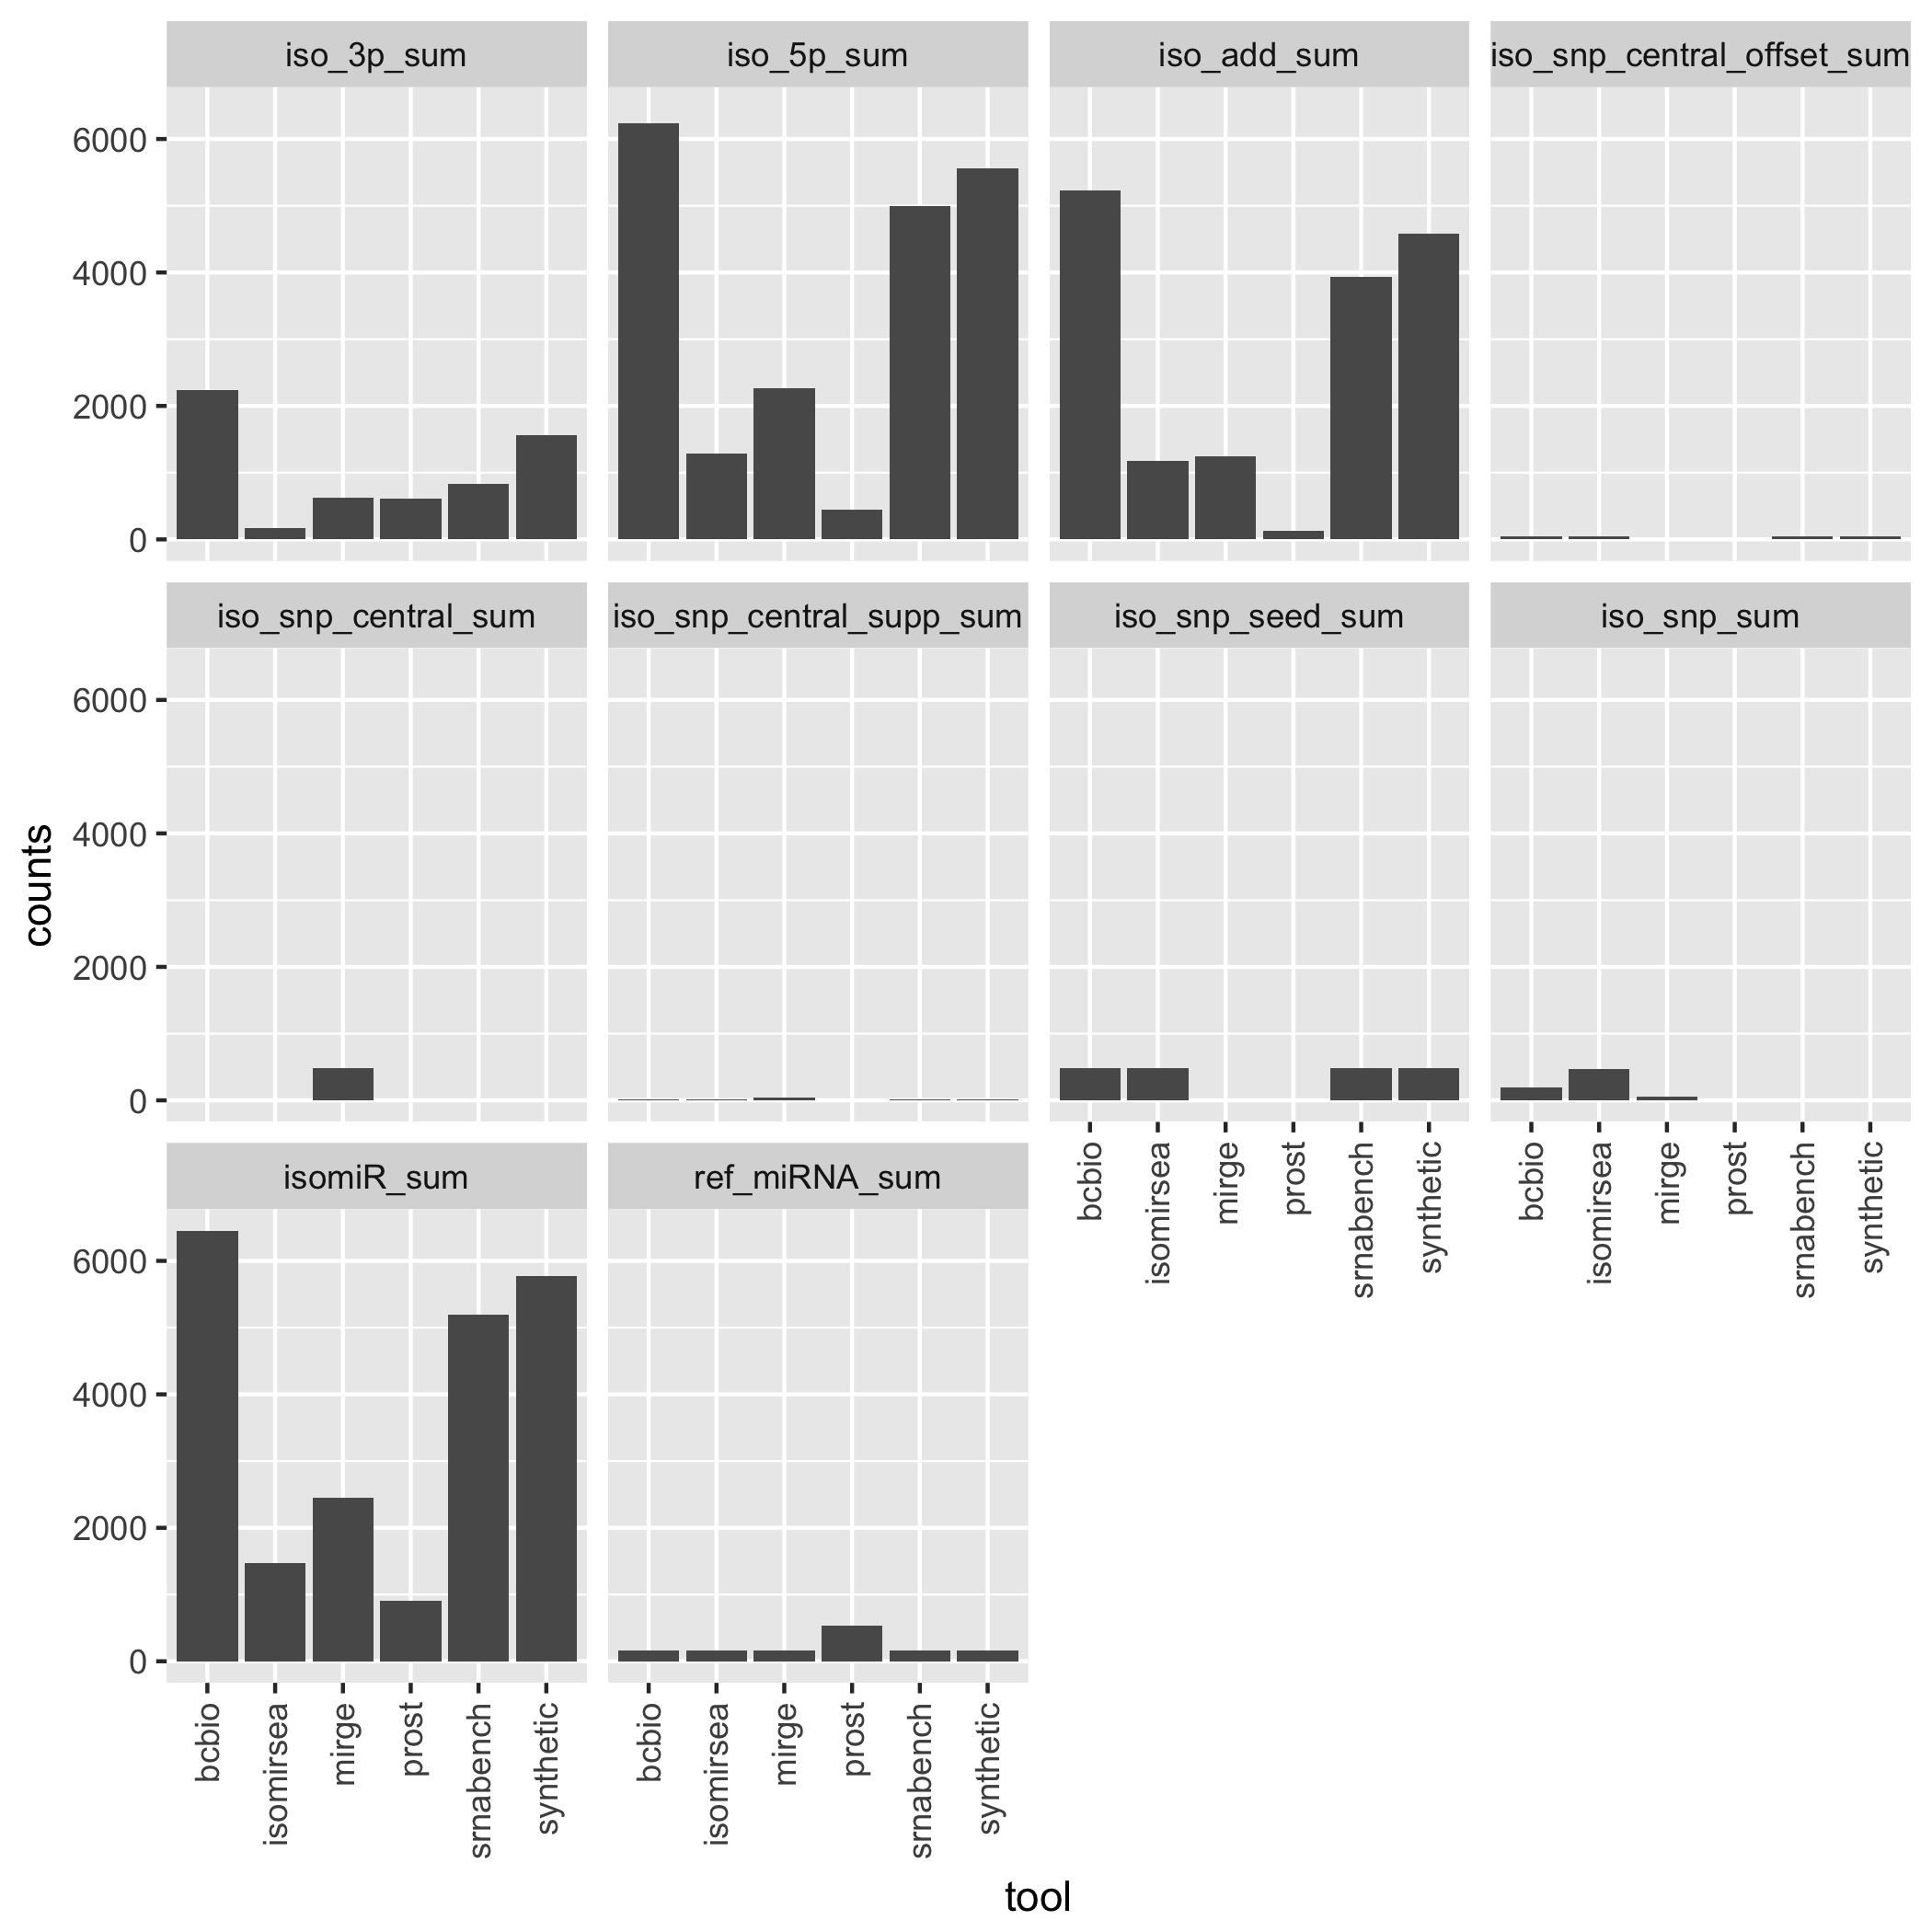 iso_3p_sum
iso_5p_sum
iso_add_sum
iso_snp_central_offset_sum
6000
4000
2000
0
iso_snp_central_sum
iso_snp_central_supp_sum
iso_snp_seed_sum
iso_snp_sum
6000
4000
2000
0
bcbio
isomirsea
mirge
prost
srnabench
synthetic
bcbio
isomirsea
mirge
prost
srnabench
synthetic
isomiR_sum
ref_miRNA_sum
6000
4000
2000
0
bcbio
isomirsea
mirge
prost
srnabench
synthetic
bcbio
isomirsea
mirge
prost
srnabench
synthetic
counts
tool